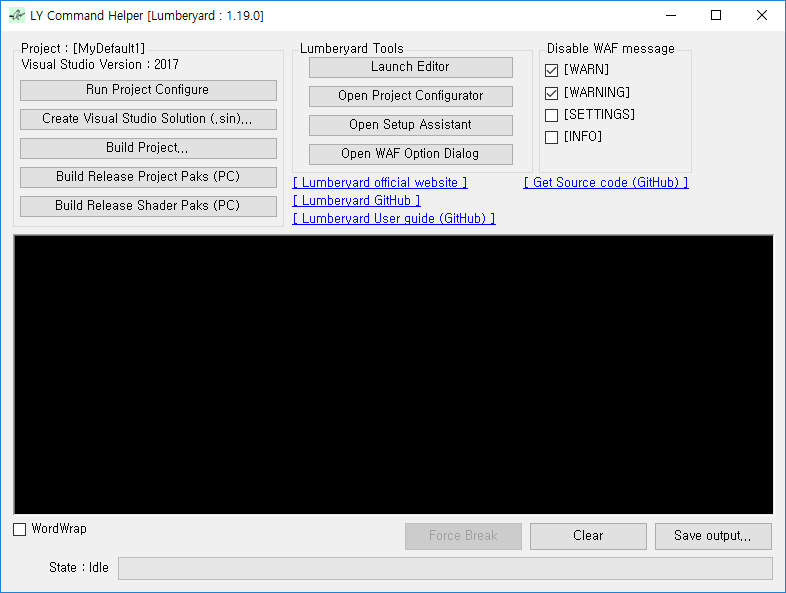 LY Command Helper [Lumberyard : 1.19.0]
Project : [MyDefault1]
Visual Studio Version : 2017
Run Project Configure
Create Visual Studio Solution (.sin)...
Build Project...
Build Release Project Paks (PC)
Build Release Shader Paks (PC)
Lumberyard Tools
Launch Editor
Open Project Configurator
Open Setup Assistant
Open WAF Option Dialog
Disable WAF message
[WARN]
[WARNING]
[SETTINGS]
[INFO]
[ Lumberyard official website ]
[ Get Source code (GitHub) ]
[ Lumberyard GitHub ]
[ Lumberyard User guide (GitHub) ]
WordWrap
Force Break
Clear
Save output...
State : Idle